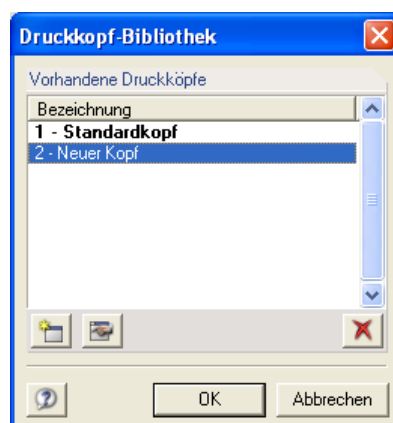 Druckkopf-Bibliothek
Vorhandene Druckköpfe
Bezeichnung
1 - Standardkopf
2 - Neuer Kopf
OK
Abbrechen